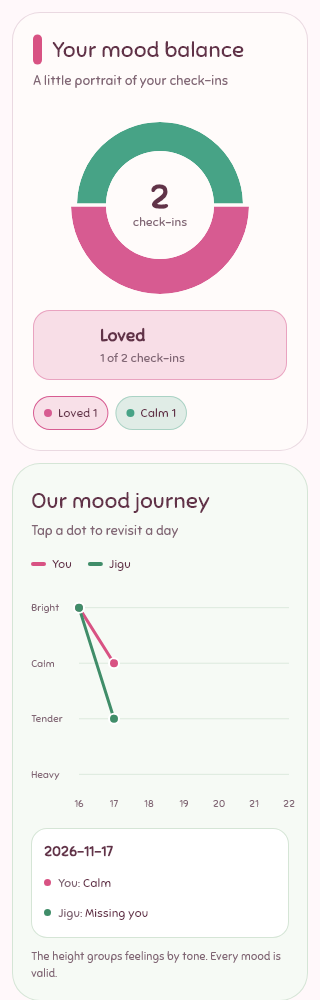 Your mood balance
A little portrait of your check-ins
2
check-ins
Loved
1 of 2 check-ins
Loved 1
Calm 1
Our mood journey
Tap a dot to revisit a day
You
Jigu
Bright
Calm
Tender
Heavy
16 17 18 19 20 21 22
2026-11-17
You: Calm
Jigu: Missing you
The height groups feelings by tone. Every mood is
valid.